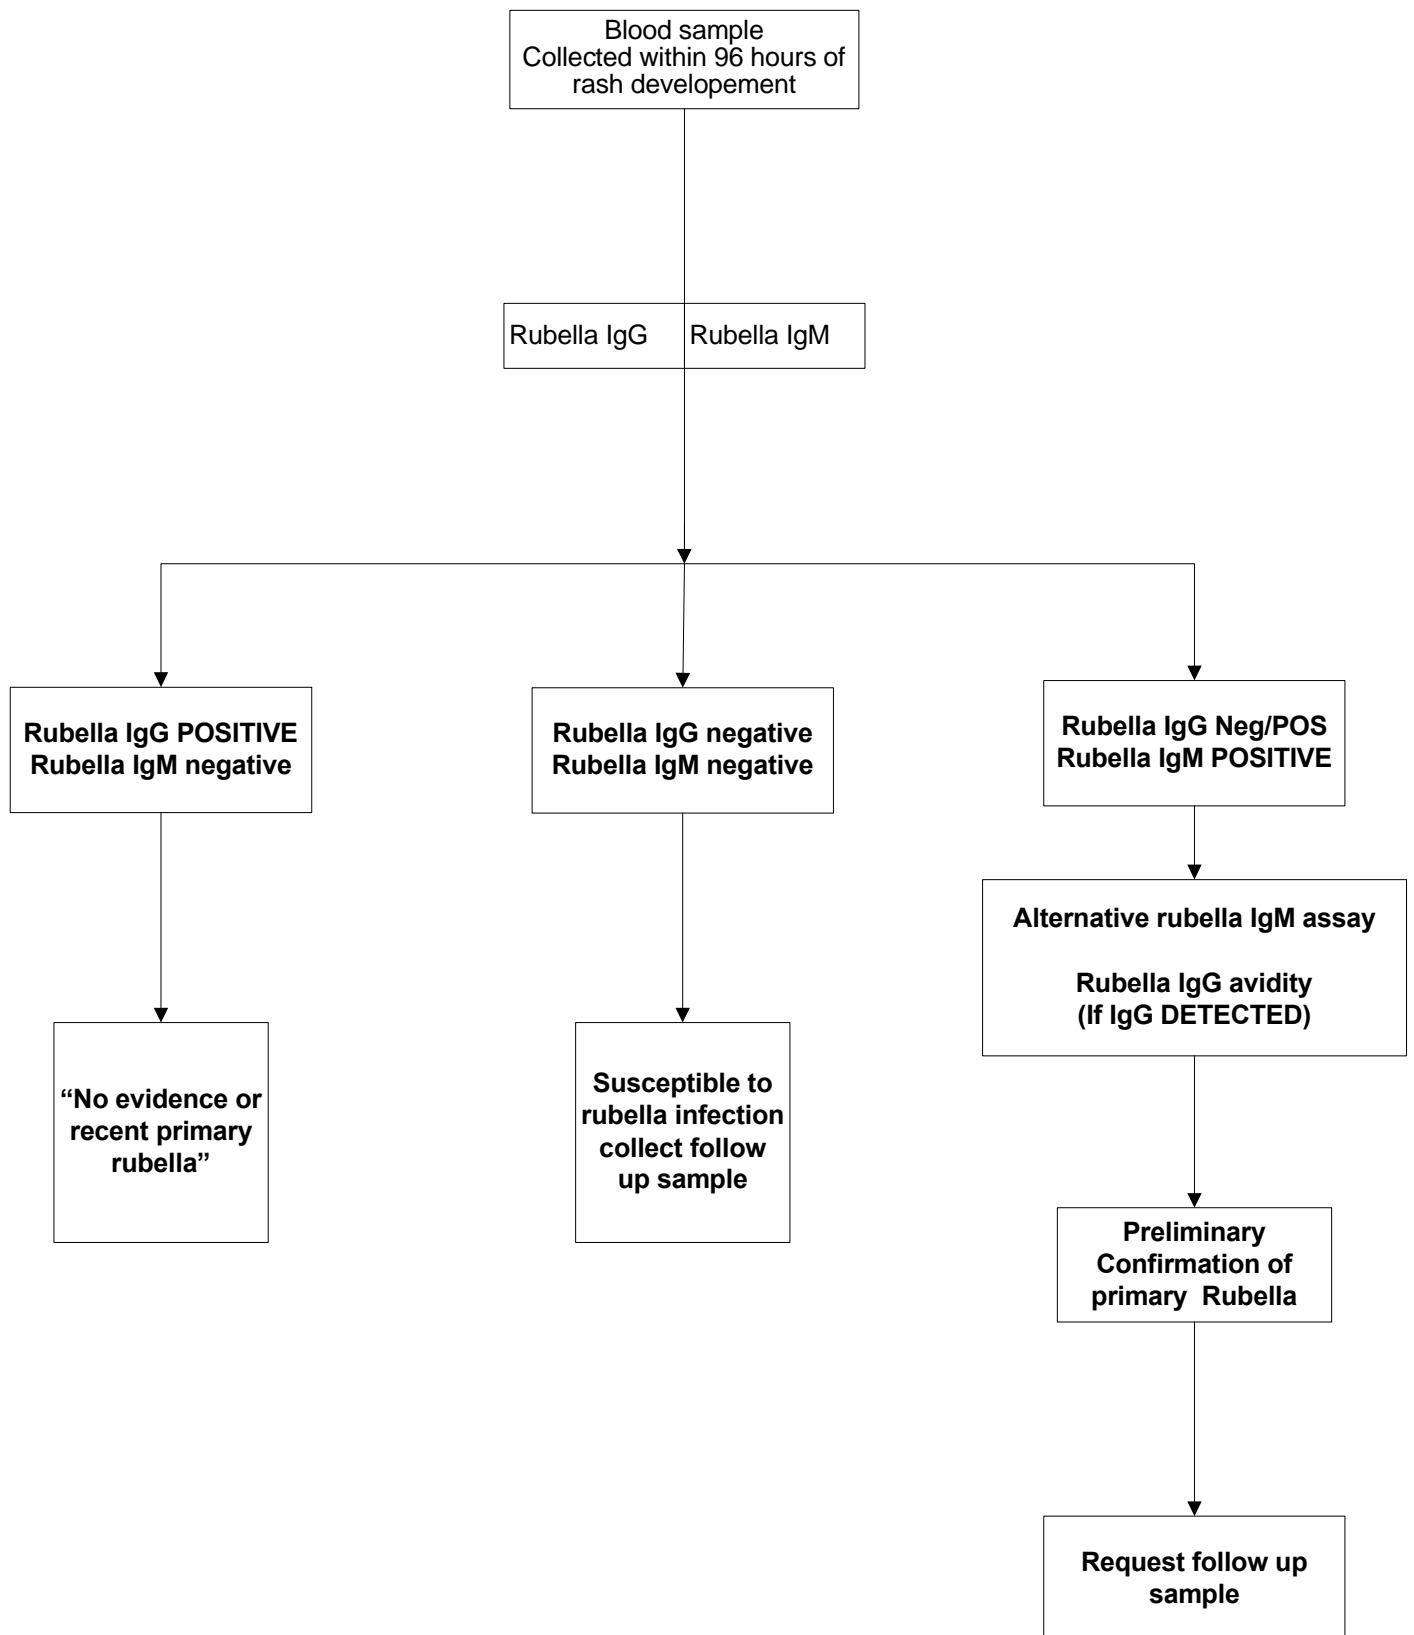 Blood sample
Collected within 96 hours of
rash developement
Rubella IgG
Rubella IgM
Rubella IgG POSITIVE
Rubella IgM negative
Rubella IgG negative
Rubella IgM negative
Rubella IgG Neg/POS
Rubella IgM POSITIVE
Alternative rubella IgM assay
Rubella IgG avidity
(If IgG DETECTED)
“No evidence or
recent primary
rubella”
Susceptible to
rubella infection
collect follow
up sample
Preliminary
Confirmation of
primary Rubella
Request follow up
sample